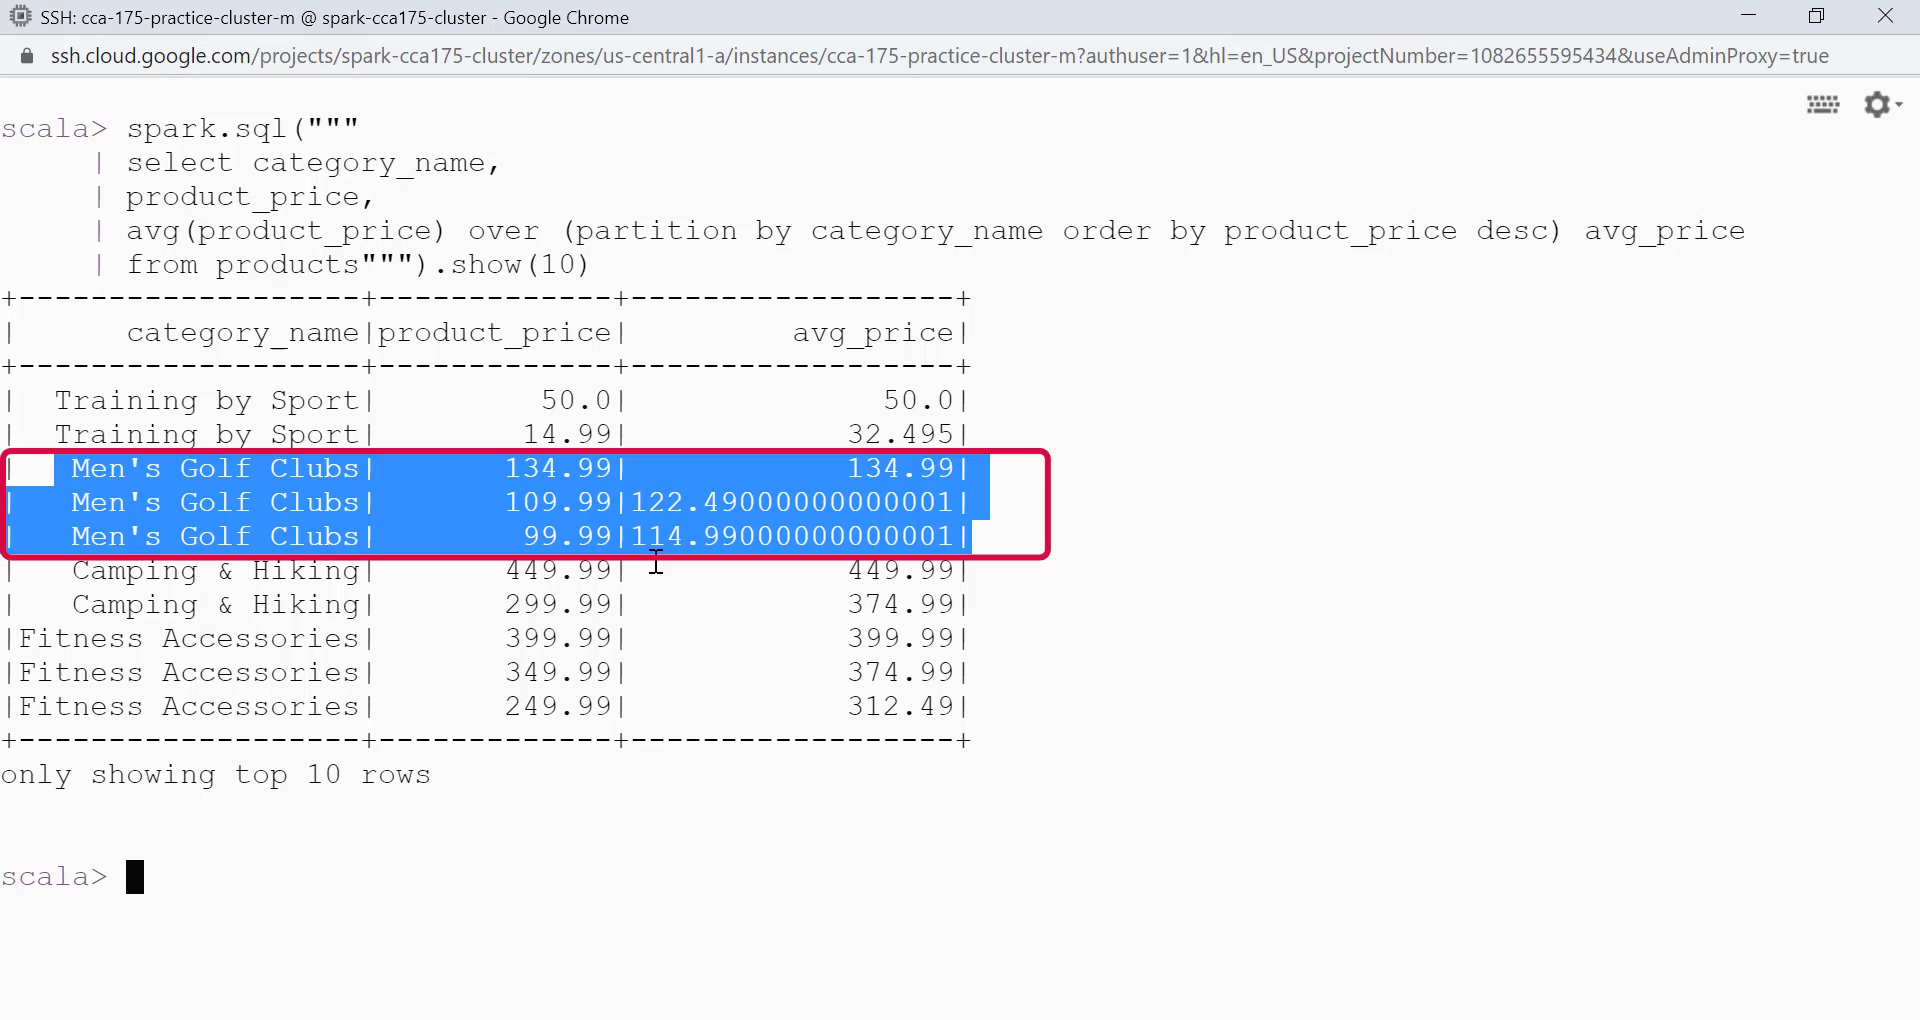 SSH: cca-175-practice-cluster-m @ spark-cca175-cluster - Google Chrome
ssh.cloud.google.com/projects/spark-cca175-cluster/zones/us-central1-a/instances/cca-175-practice-cluster-m?authuser=1&hl=en_US&projectNumber=1082655595434&useAdminProxy=true
scala> spark.sql("""
     | select category_name,
     | product_price,
     | avg(product_price) over (partition by category_name order by product_price desc) avg_price
     | from products""").show(10)
+-------------------+-------------+------------------+
|      category_name|product_price|         avg_price|
+-------------------+-------------+------------------+
|  Training by Sport|         50.0|              50.0|
|  Training by Sport|        14.99|            32.495|
|   Men's Golf Clubs|       134.99|            134.99|
|   Men's Golf Clubs|       109.99|122.49000000000001|
|   Men's Golf Clubs|        99.99|114.99000000000001|
|   Camping & Hiking|       449.99|            449.99|
|   Camping & Hiking|       299.99|            374.99|
|Fitness Accessories|       399.99|            399.99|
|Fitness Accessories|       349.99|            374.99|
|Fitness Accessories|       249.99|            312.49|
+-------------------+-------------+------------------+
only showing top 10 rows
scala>